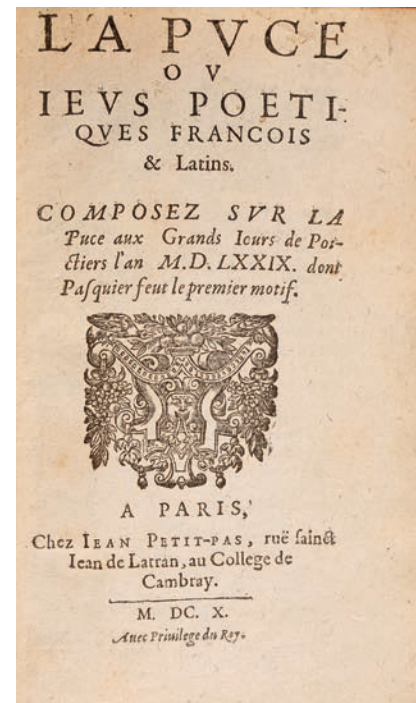 LA PVCE
OV
IEVS POETI-
QVES FRANCOIS
& Latins.
COMPOSEZ SVR LA
Puce aux Grands Iours de Poi-
ctiers l'an M.D.LXXIX. dont
Pasquier feut le premier motif.
A PARIS,
Chez IEAN PETIT-PAS, ruë sainct
Iean de Latran, au College de
Cambray.
M. DC. X.
Auec Priuilege du Roy.